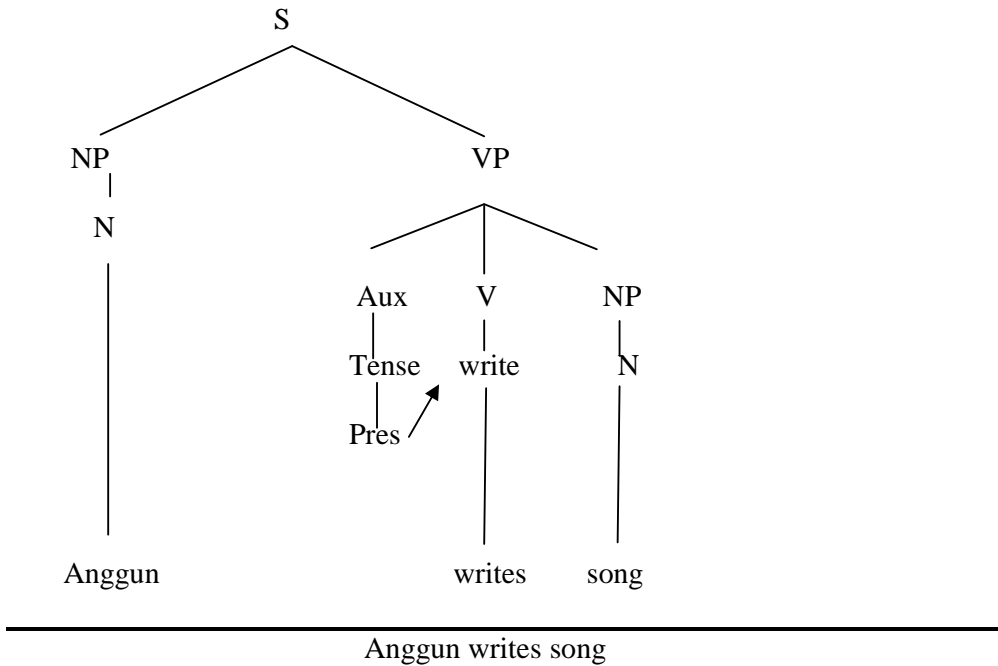 S
NP VP
N
Aux V NP
Tense write N
Pres
Anggun writes song
Anggun writes song